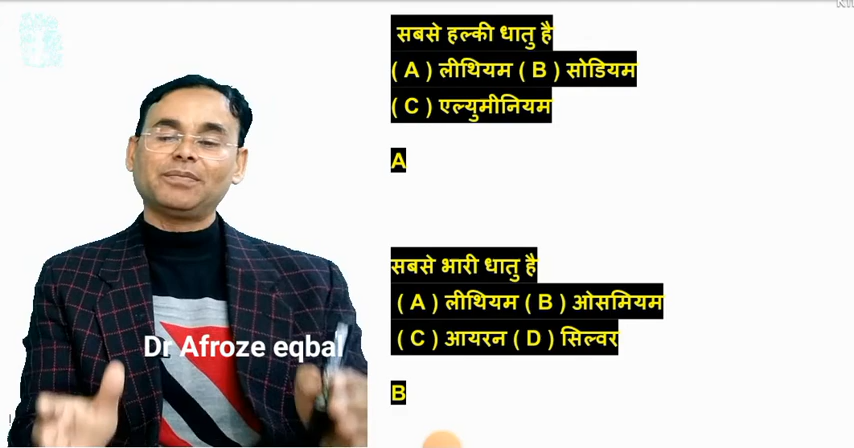 सबसे हल्की धातु है
( A ) लीथियम ( B ) सोडियम
( C ) एल्युमीनियम
A
सबसे भारी धातु है
( A ) लीथियम ( B ) ओसमियम
( C ) आयरन ( D ) सिल्वर
B
Dr Afroze eqbal